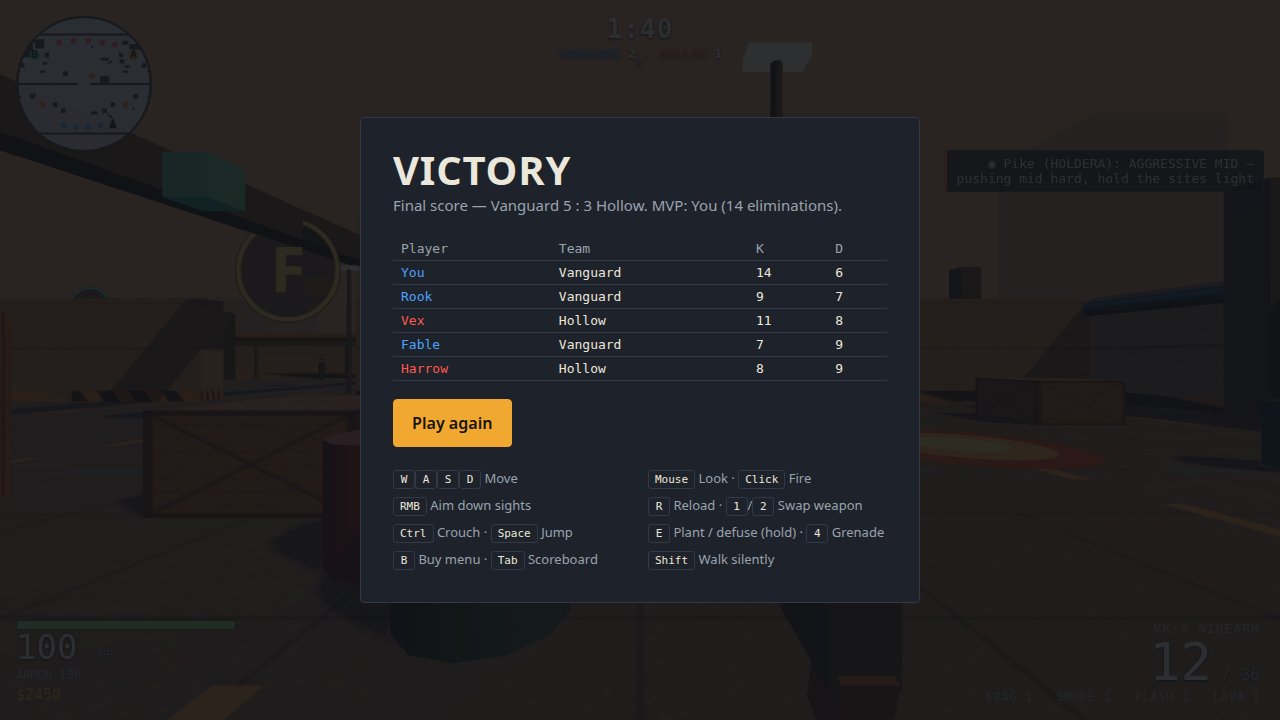 1:40
VANGUARD 2 — HOLLOW 1
B
A
◉ Pike (HOLDERA): AGGRESSIVE MID —
pushing mid hard, hold the sites light
F
VICTORY
Final score — Vanguard 5 : 3 Hollow. MVP: You (14 eliminations).
Player Team K D
You Vanguard 14 6
Rook Vanguard 9 7
Vex Hollow 11 8
Fable Vanguard 7 9
Harrow Hollow 8 9
Play again
W A S D Move
Mouse Look · Click Fire
RMB Aim down sights
R Reload · 1 / 2 Swap weapon
Ctrl Crouch · Space Jump
E Plant / defuse (hold) · 4 Grenade
B Buy menu · Tab Scoreboard
Shift Walk silently
100 HP
ARMOR 100
$2450
VK-9 SIDEARM
12 / 36
FRAG 1 · SMOKE 1 · FLASH 1 · LAVA 1